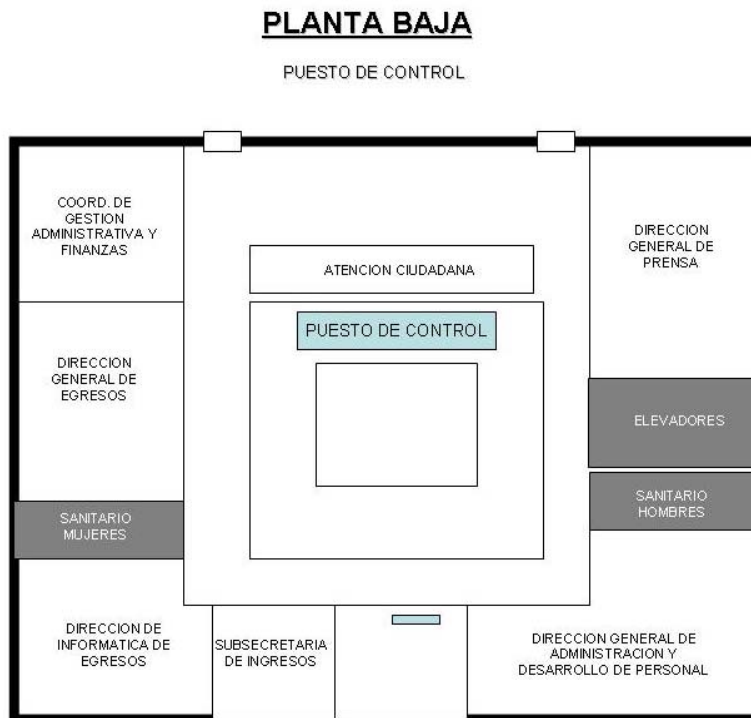 PLANTA BAJA
PUESTO DE CONTROL
COORD. DE
GESTION
ADMINISTRATIVA Y
FINANZAS
DIRECCION
GENERAL DE
PRENSA
ATENCION CIUDADANA
PUESTO DE CONTROL
DIRECCION
GENERAL DE
EGRESOS
ELEVADORES
SANITARIO
MUJERES
SANITARIO
HOMBRES
DIRECCION DE
INFORMATICA DE
EGRESOS
SUBSECRETARIA
DE INGRESOS
DIRECCION GENERAL DE
ADMINISTRACION Y
DESARROLLO DE PERSONAL